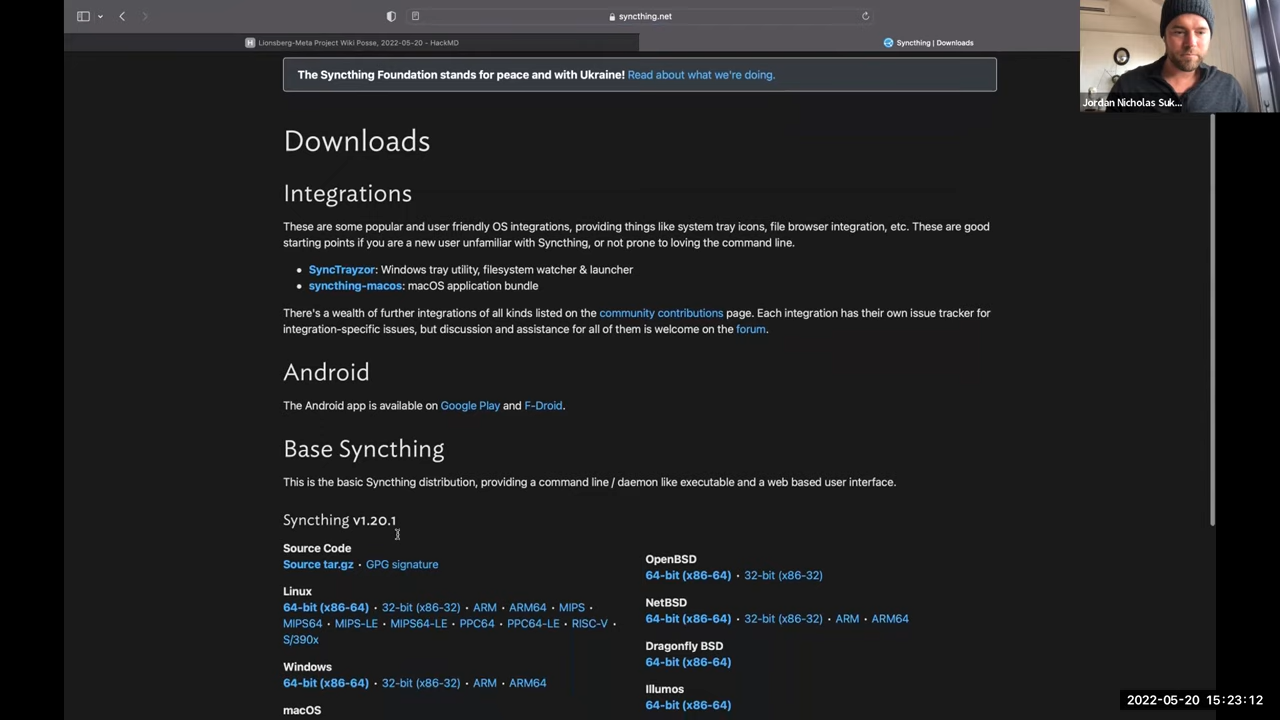 syncthing.net
Lionsberg-Meta Project Wiki Posse, 2022-05-20 - HackMD
Syncthing | Downloads
Jordan Nicholas Suk...
The Syncthing Foundation stands for peace and with Ukraine! Read about what we're doing.
Downloads
Integrations
These are some popular and user friendly OS integrations, providing things like system tray icons, file browser integration, etc. These are good
starting points if you are a new user unfamiliar with Syncthing, or not prone to loving the command line.
• SyncTrayzor: Windows tray utility, filesystem watcher & launcher
• syncthing-macos: macOS application bundle
There's a wealth of further integrations of all kinds listed on the community contributions page. Each integration has their own issue tracker for
integration-specific issues, but discussion and assistance for all of them is welcome on the forum.
Android
The Android app is available on Google Play and F-Droid.
Base Syncthing
This is the basic Syncthing distribution, providing a command line / daemon like executable and a web based user interface.
Syncthing v1.20.1
Source Code
Source tar.gz • GPG signature
Linux
64-bit (x86-64) • 32-bit (x86-32) • ARM • ARM64 • MIPS •
MIPS64 • MIPS-LE • MIPS64-LE • PPC64 • PPC64-LE • RISC-V •
S/390x
Windows
64-bit (x86-64) • 32-bit (x86-32) • ARM • ARM64
macOS
OpenBSD
64-bit (x86-64) • 32-bit (x86-32)
NetBSD
64-bit (x86-64) • 32-bit (x86-32) • ARM • ARM64
Dragonfly BSD
64-bit (x86-64)
Illumos
64-bit (x86-64)
2022-05-20 15:23:12